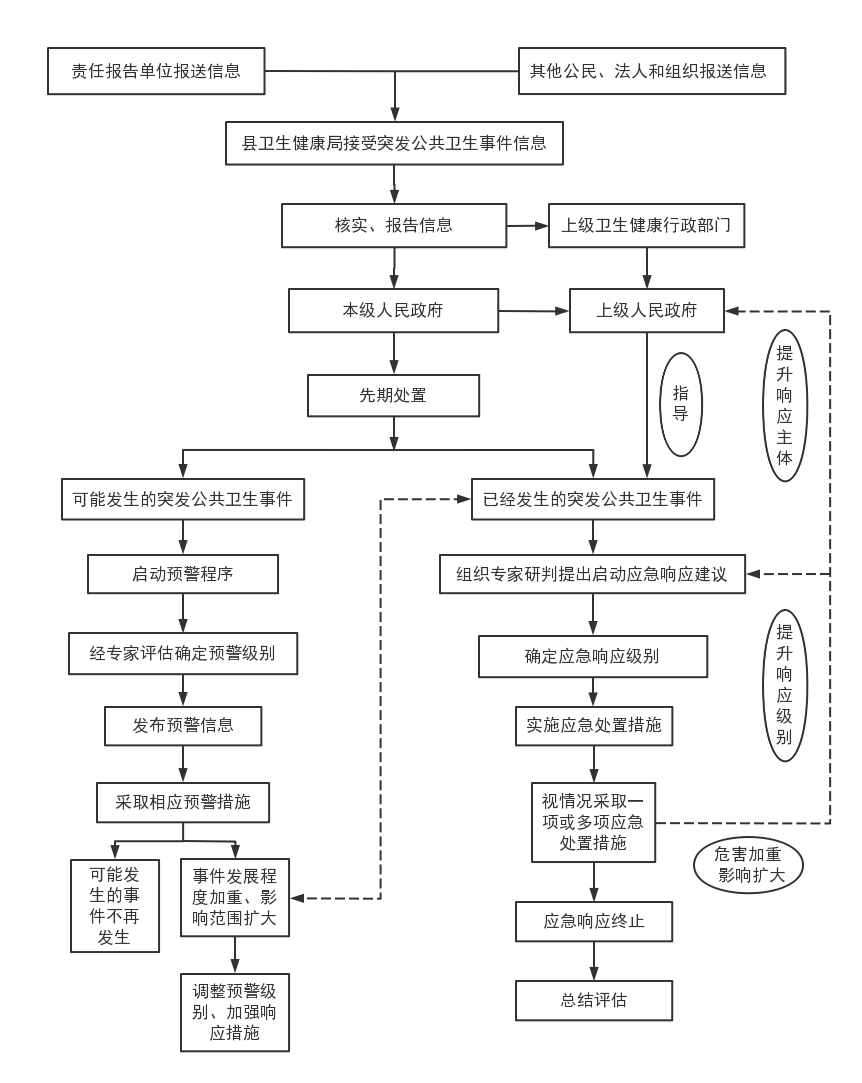 责任报告单位报送信息
其他公民、法人和组织报送信息
县卫生健康局接受突发公共卫生事件信息
核实、报告信息
上级卫生健康行政部门
本级人民政府
上级人民政府
先期处置
指
导
提
升
响
应
主
体
可能发生的突发公共卫生事件
已经发生的突发公共卫生事件
启动预警程序
组织专家研判提出启动应急响应建议
经专家评估确定预警级别
确定应急响应级别
提
升
响
应
级
别
发布预警信息
实施应急处置措施
采取相应预警措施
视情况采取一
项或多项应急
处置措施
危害加重
影响扩大
可能发
生的事
件不再
发生
事件发展程
度加重、影
响范围扩大
应急响应终止
调整预警级
别、加强响
应措施
总结评估